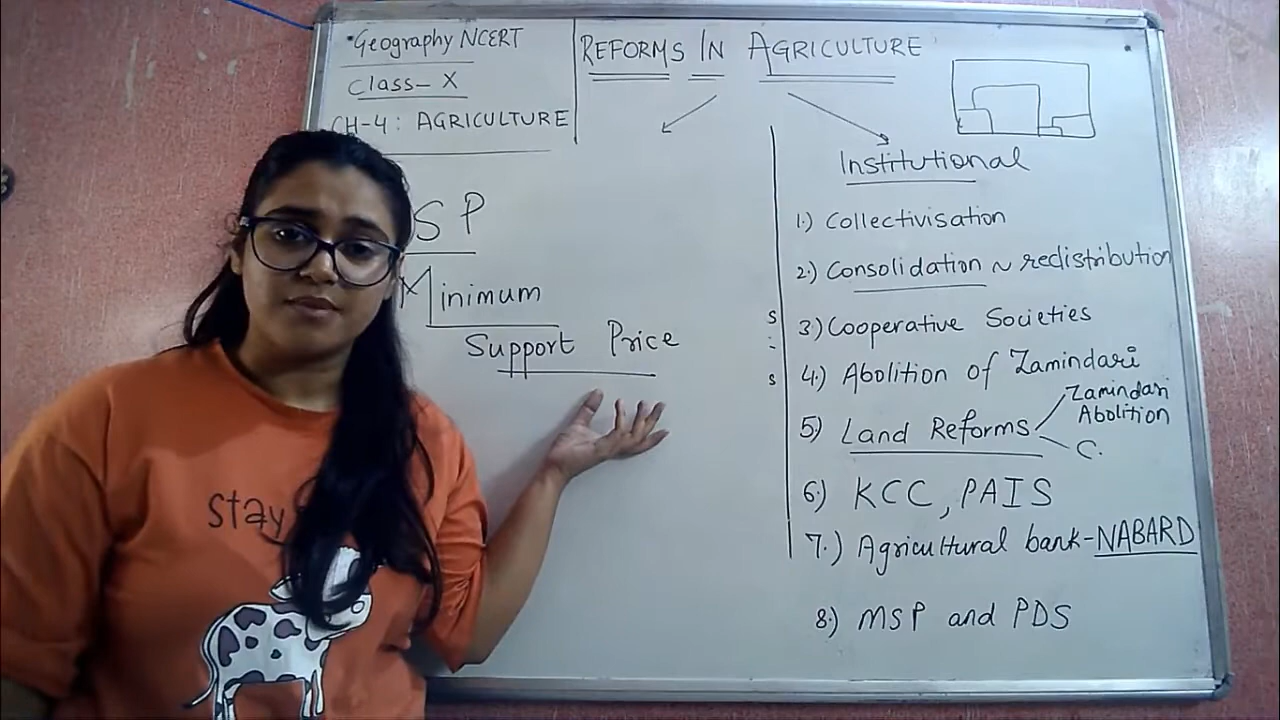 Geography NCERT
Class- X
CH-4: AGRICULTURE
REFORMS IN AGRICULTURE
SP
Minimum
Support Price
Institutional
1.) Collectivisation
2.) Consolidation ~ redistribution
3.) Cooperative Societies
4.) Abolition of Zamindari
5.) Land Reforms
Zamindari
Abolition
C.
6.) KCC, PAIS
7.) Agricultural bank-NABARD
8.) MSP and PDS
s
s
stay